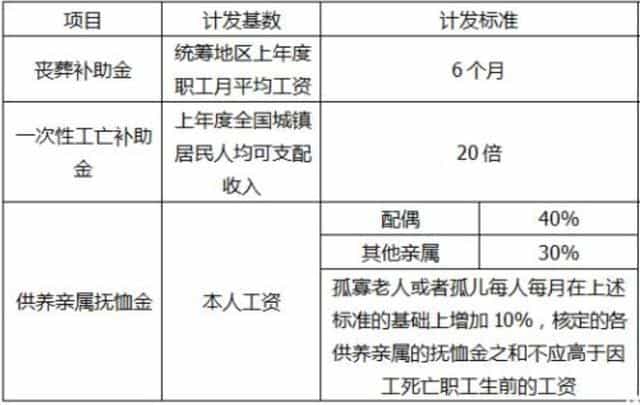 项目 计发基数 计发标准
丧葬补助金 统筹地区上年度职工月平均工资 6个月
一次性工亡补助金 上年度全国城镇居民人均可支配收入 20倍
供养亲属抚恤金 本人工资
配偶 40%
其他亲属 30%
孤寡老人或者孤儿每人每月在上述
标准的基础上增加10%，核定的各
供养亲属的抚恤金之和不应高于因
工死亡职工生前的工资